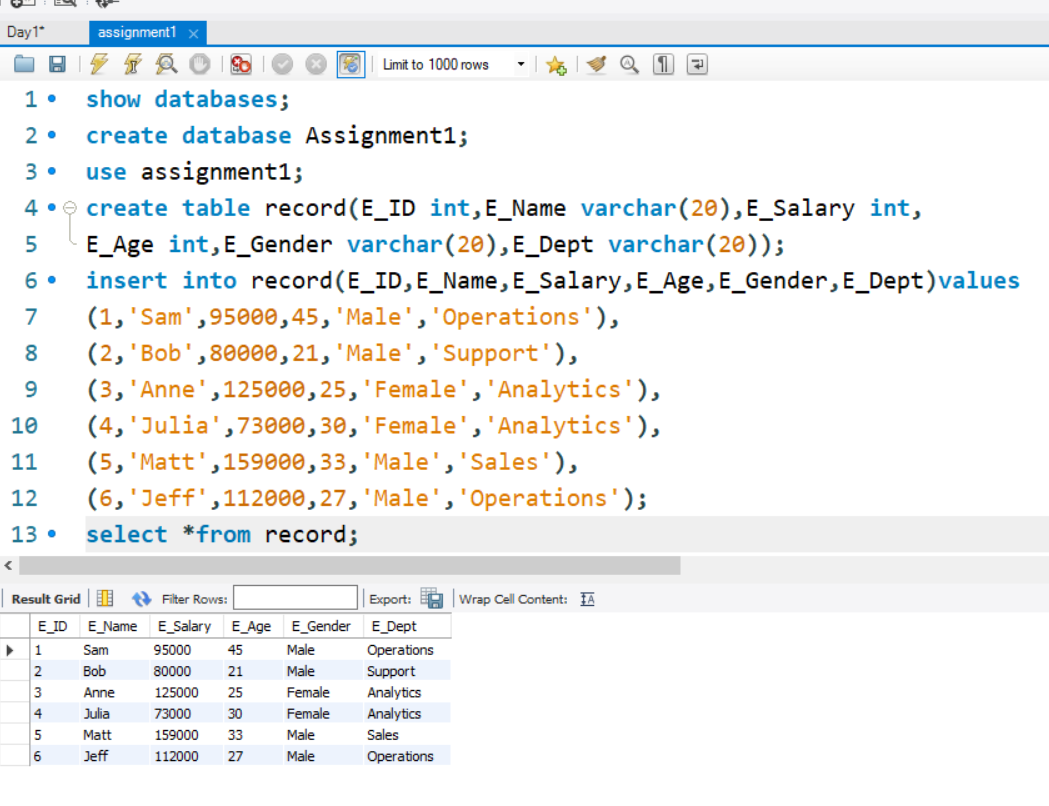 Day1*
assignment1
Limit to 1000 rows
1 show databases;
2 create database Assignment1;
3 use assignment1;
4 create table record(E_ID int,E_Name varchar(20),E_Salary int,
5 E_Age int,E_Gender varchar(20),E_Dept varchar(20));
6 insert into record(E_ID,E_Name,E_Salary,E_Age,E_Gender,E_Dept)values
7 (1,'Sam',95000,45,'Male','Operations'),
8 (2,'Bob',80000,21,'Male','Support'),
9 (3,'Anne',125000,25,'Female','Analytics'),
10 (4,'Julia',73000,30,'Female','Analytics'),
11 (5,'Matt',159000,33,'Male','Sales'),
12 (6,'Jeff',112000,27,'Male','Operations');
13 select *from record;
Result Grid Filter Rows: Export: Wrap Cell Content:
E_ID E_Name E_Salary E_Age E_Gender E_Dept
1 Sam 95000 45 Male Operations
2 Bob 80000 21 Male Support
3 Anne 125000 25 Female Analytics
4 Julia 73000 30 Female Analytics
5 Matt 159000 33 Male Sales
6 Jeff 112000 27 Male Operations